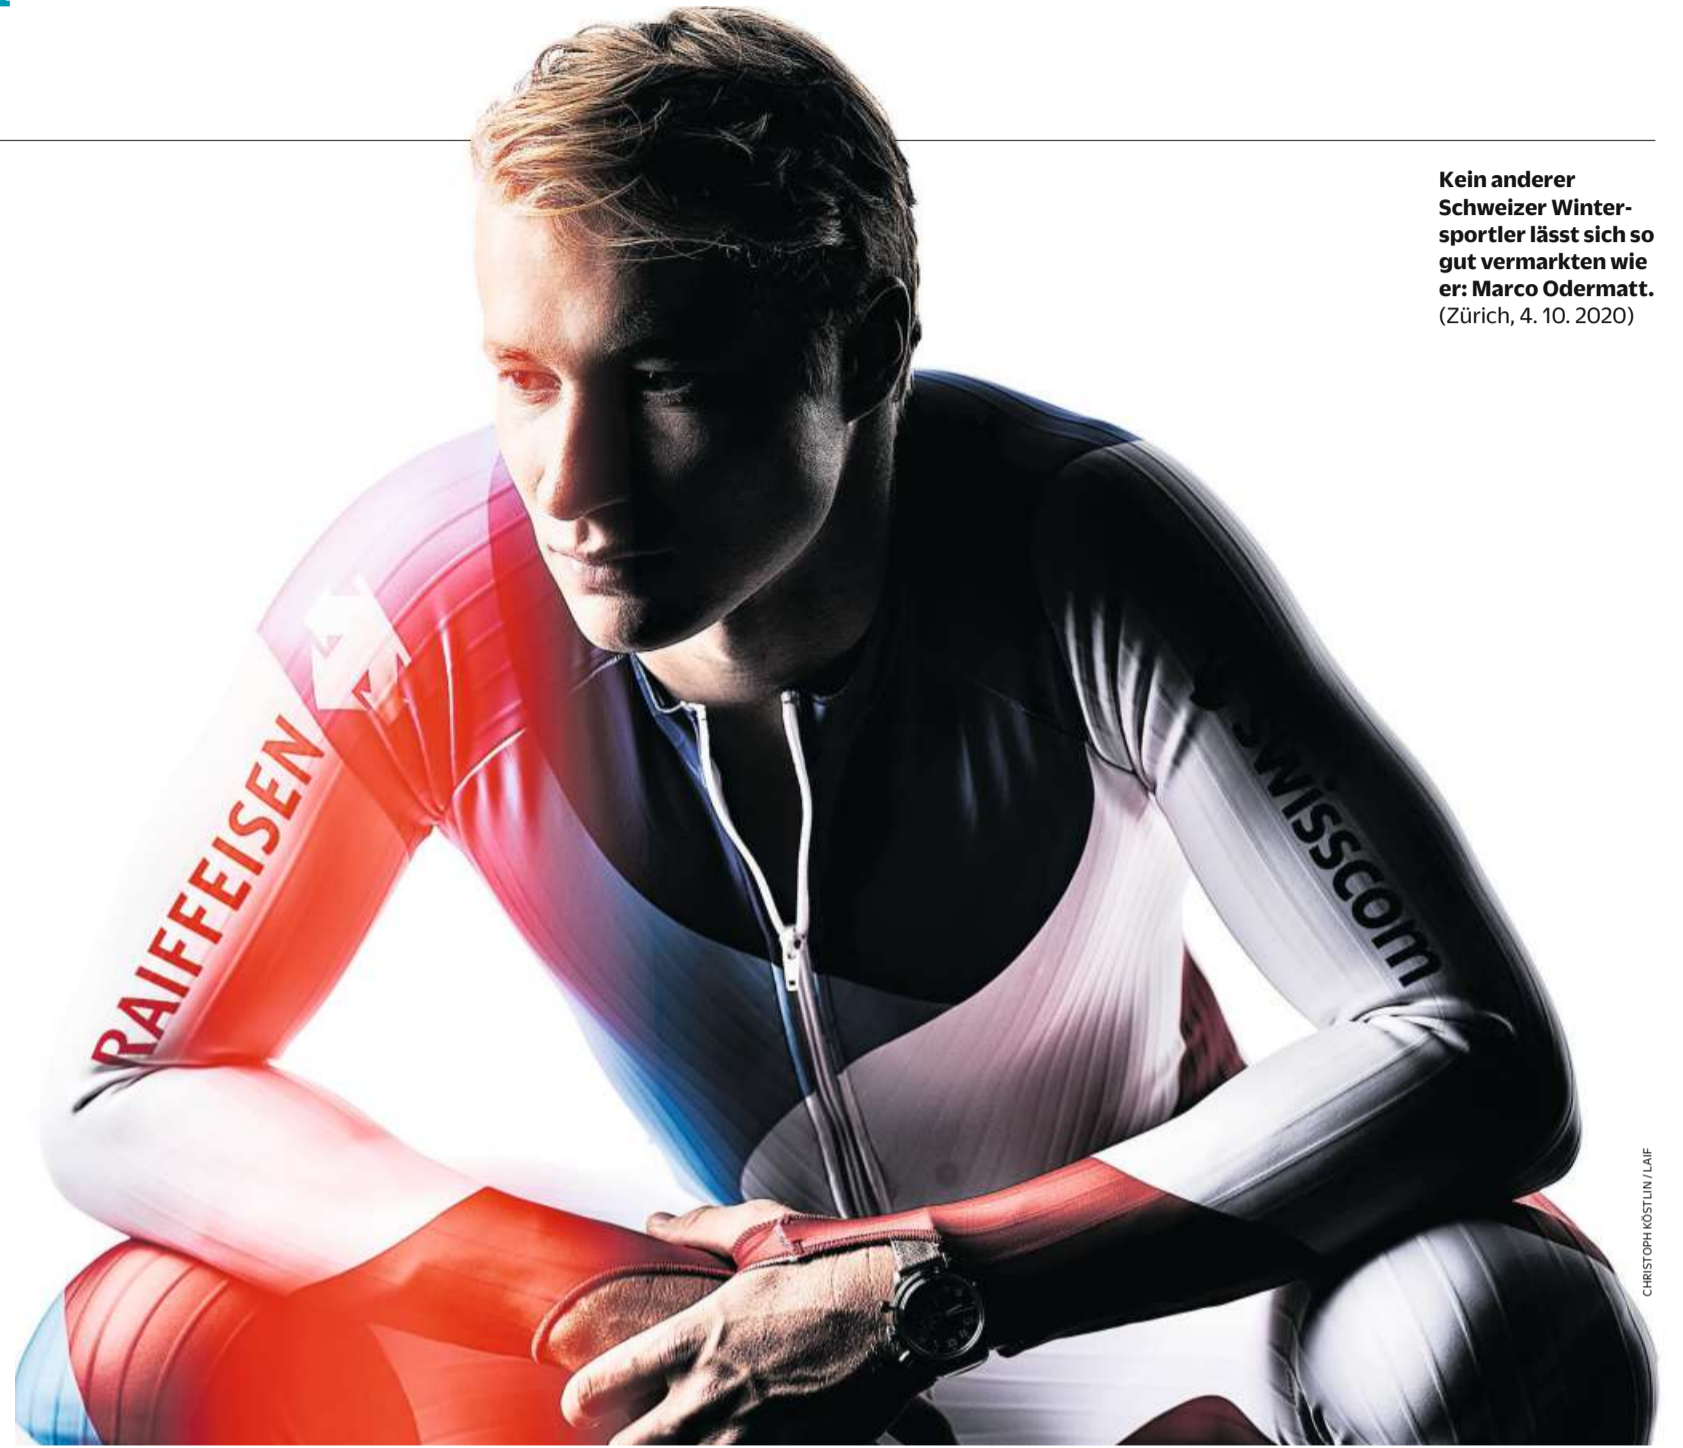 Kein anderer
Schweizer Winter-
sportler lässt sich so
gut vermarkten wie
er: Marco Odermatt.
(Zürich, 4. 10. 2020)
RAIFFEISEN
swisscom
CHRISTOPH KÖSTLIN / LAIF